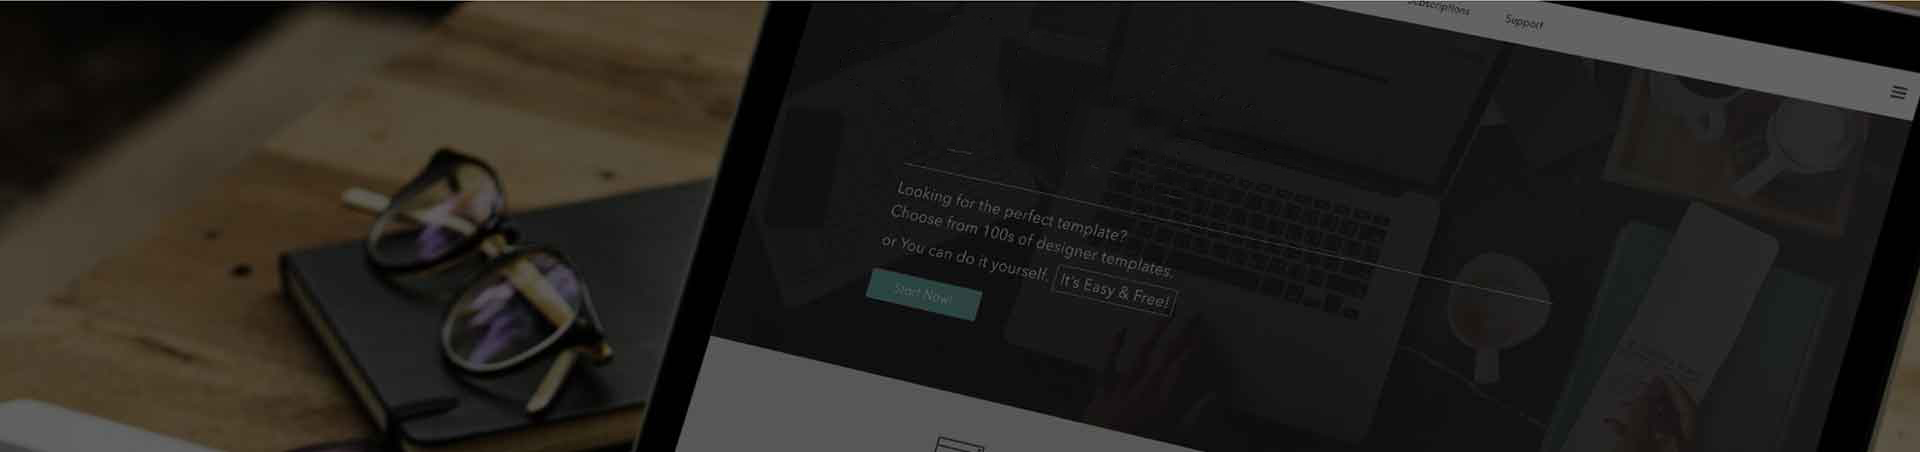 Subscriptions Support
Looking for the perfect template?
Choose from 100s of designer templates.
or You can do it yourself. It's Easy & Free!
Start Now!